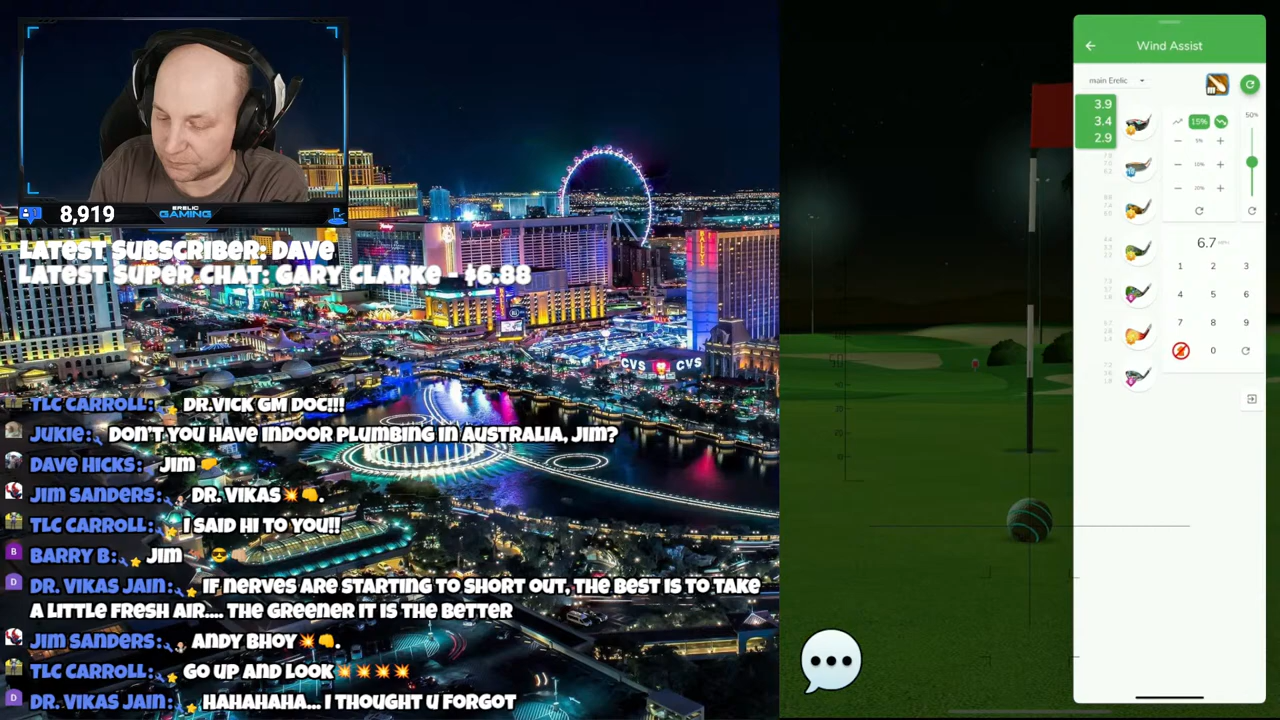 8,919
ERELIC
GAMING
Latest Subscriber: Dave
Latest Super Chat: Gary Clarke - $6.88
CVS
CVS
TLC Carroll: Dr.Vick GM Doc!!!
Jukie: Don't you have indoor plumbing in Australia, Jim?
Dave Hicks: Jim
Jim Sanders: Dr. Vikas
TLC Carroll: I said hi to you!!
Barry B: Jim
Dr. Vikas Jain: If nerves are starting to short out, the best is to take
a little fresh air.... the greener it is the better
Jim Sanders: Andy Bhoy
TLC Carroll: Go up and look
Dr. Vikas Jain: Hahahaha... I thought u forgot
Wind Assist
main Erelic
3.9
3.4
2.9
15%
50%
5%
10%
20%
6.7 MPH
1 2 3
4 5 6
7 8 9
0